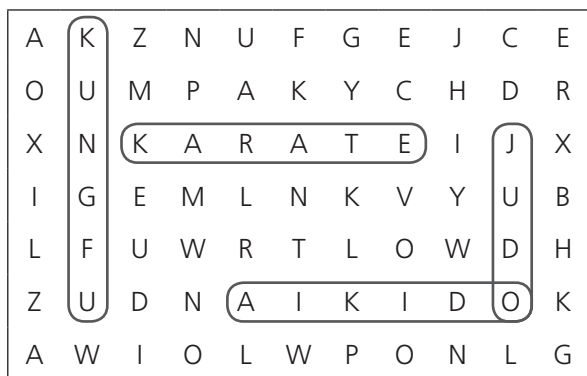 A K Z N U F G E J C E
O U M P A K Y C H D R
X N K A R A T E I J X
I G E M L N K V Y U B
L F U W R T L O W D H
Z U D N A I K I D O K
A W I O L W P O N L G